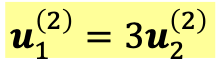 𝒖₁⁽²⁾ = 3𝒖₂⁽²⁾